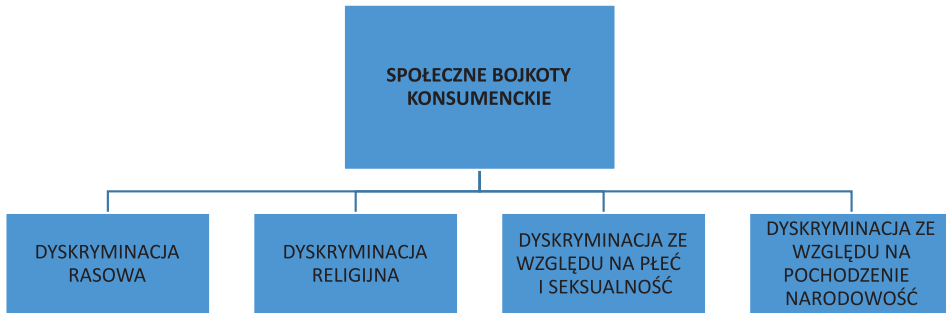 SPOŁECZNE BOJKOTY
KONSUMENCKIE
DYSKRYMINACJA
RASOWA
DYSKRYMINACJA
RELIGIJNA
DYSKRYMINACJA ZE
WZGLĘDU NA PŁEĆ
I SEKSUALNOŚĆ
DYSKRYMINACJA ZE
WZGLĘDU NA
POCHODZENIE
NARODOWOŚĆ